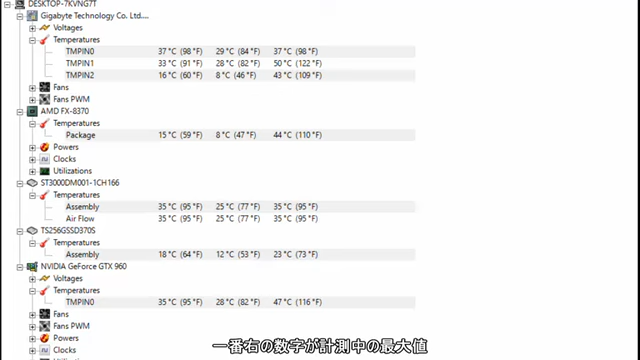 DESKTOP-7KVNG7T
Gigabyte Technology Co. Ltd....
Voltages
Temperatures
TMPIN0 37 °C (98 °F) 29 °C (84 °F) 37 °C (98 °F)
TMPIN1 33 °C (91 °F) 28 °C (82 °F) 50 °C (122 °F)
TMPIN2 16 °C (60 °F) 8 °C (46 °F) 43 °C (109 °F)
Fans
Fans PWM
AMD FX-8370
Temperatures
Package 15 °C (59 °F) 8 °C (47 °F) 44 °C (110 °F)
Powers
Clocks
Utilizations
ST3000DM001-1CH166
Temperatures
Assembly 35 °C (95 °F) 25 °C (77 °F) 35 °C (95 °F)
Air Flow 35 °C (95 °F) 25 °C (77 °F) 35 °C (95 °F)
TS256GSSD370S
Temperatures
Assembly 18 °C (64 °F) 12 °C (53 °F) 23 °C (73 °F)
NVIDIA GeForce GTX 960
Voltages
Temperatures
TMPIN0 35 °C (95 °F) 28 °C (82 °F) 47 °C (116 °F)
Fans
Fans PWM
Powers
Clocks
一番右の数字が計測中の最大値